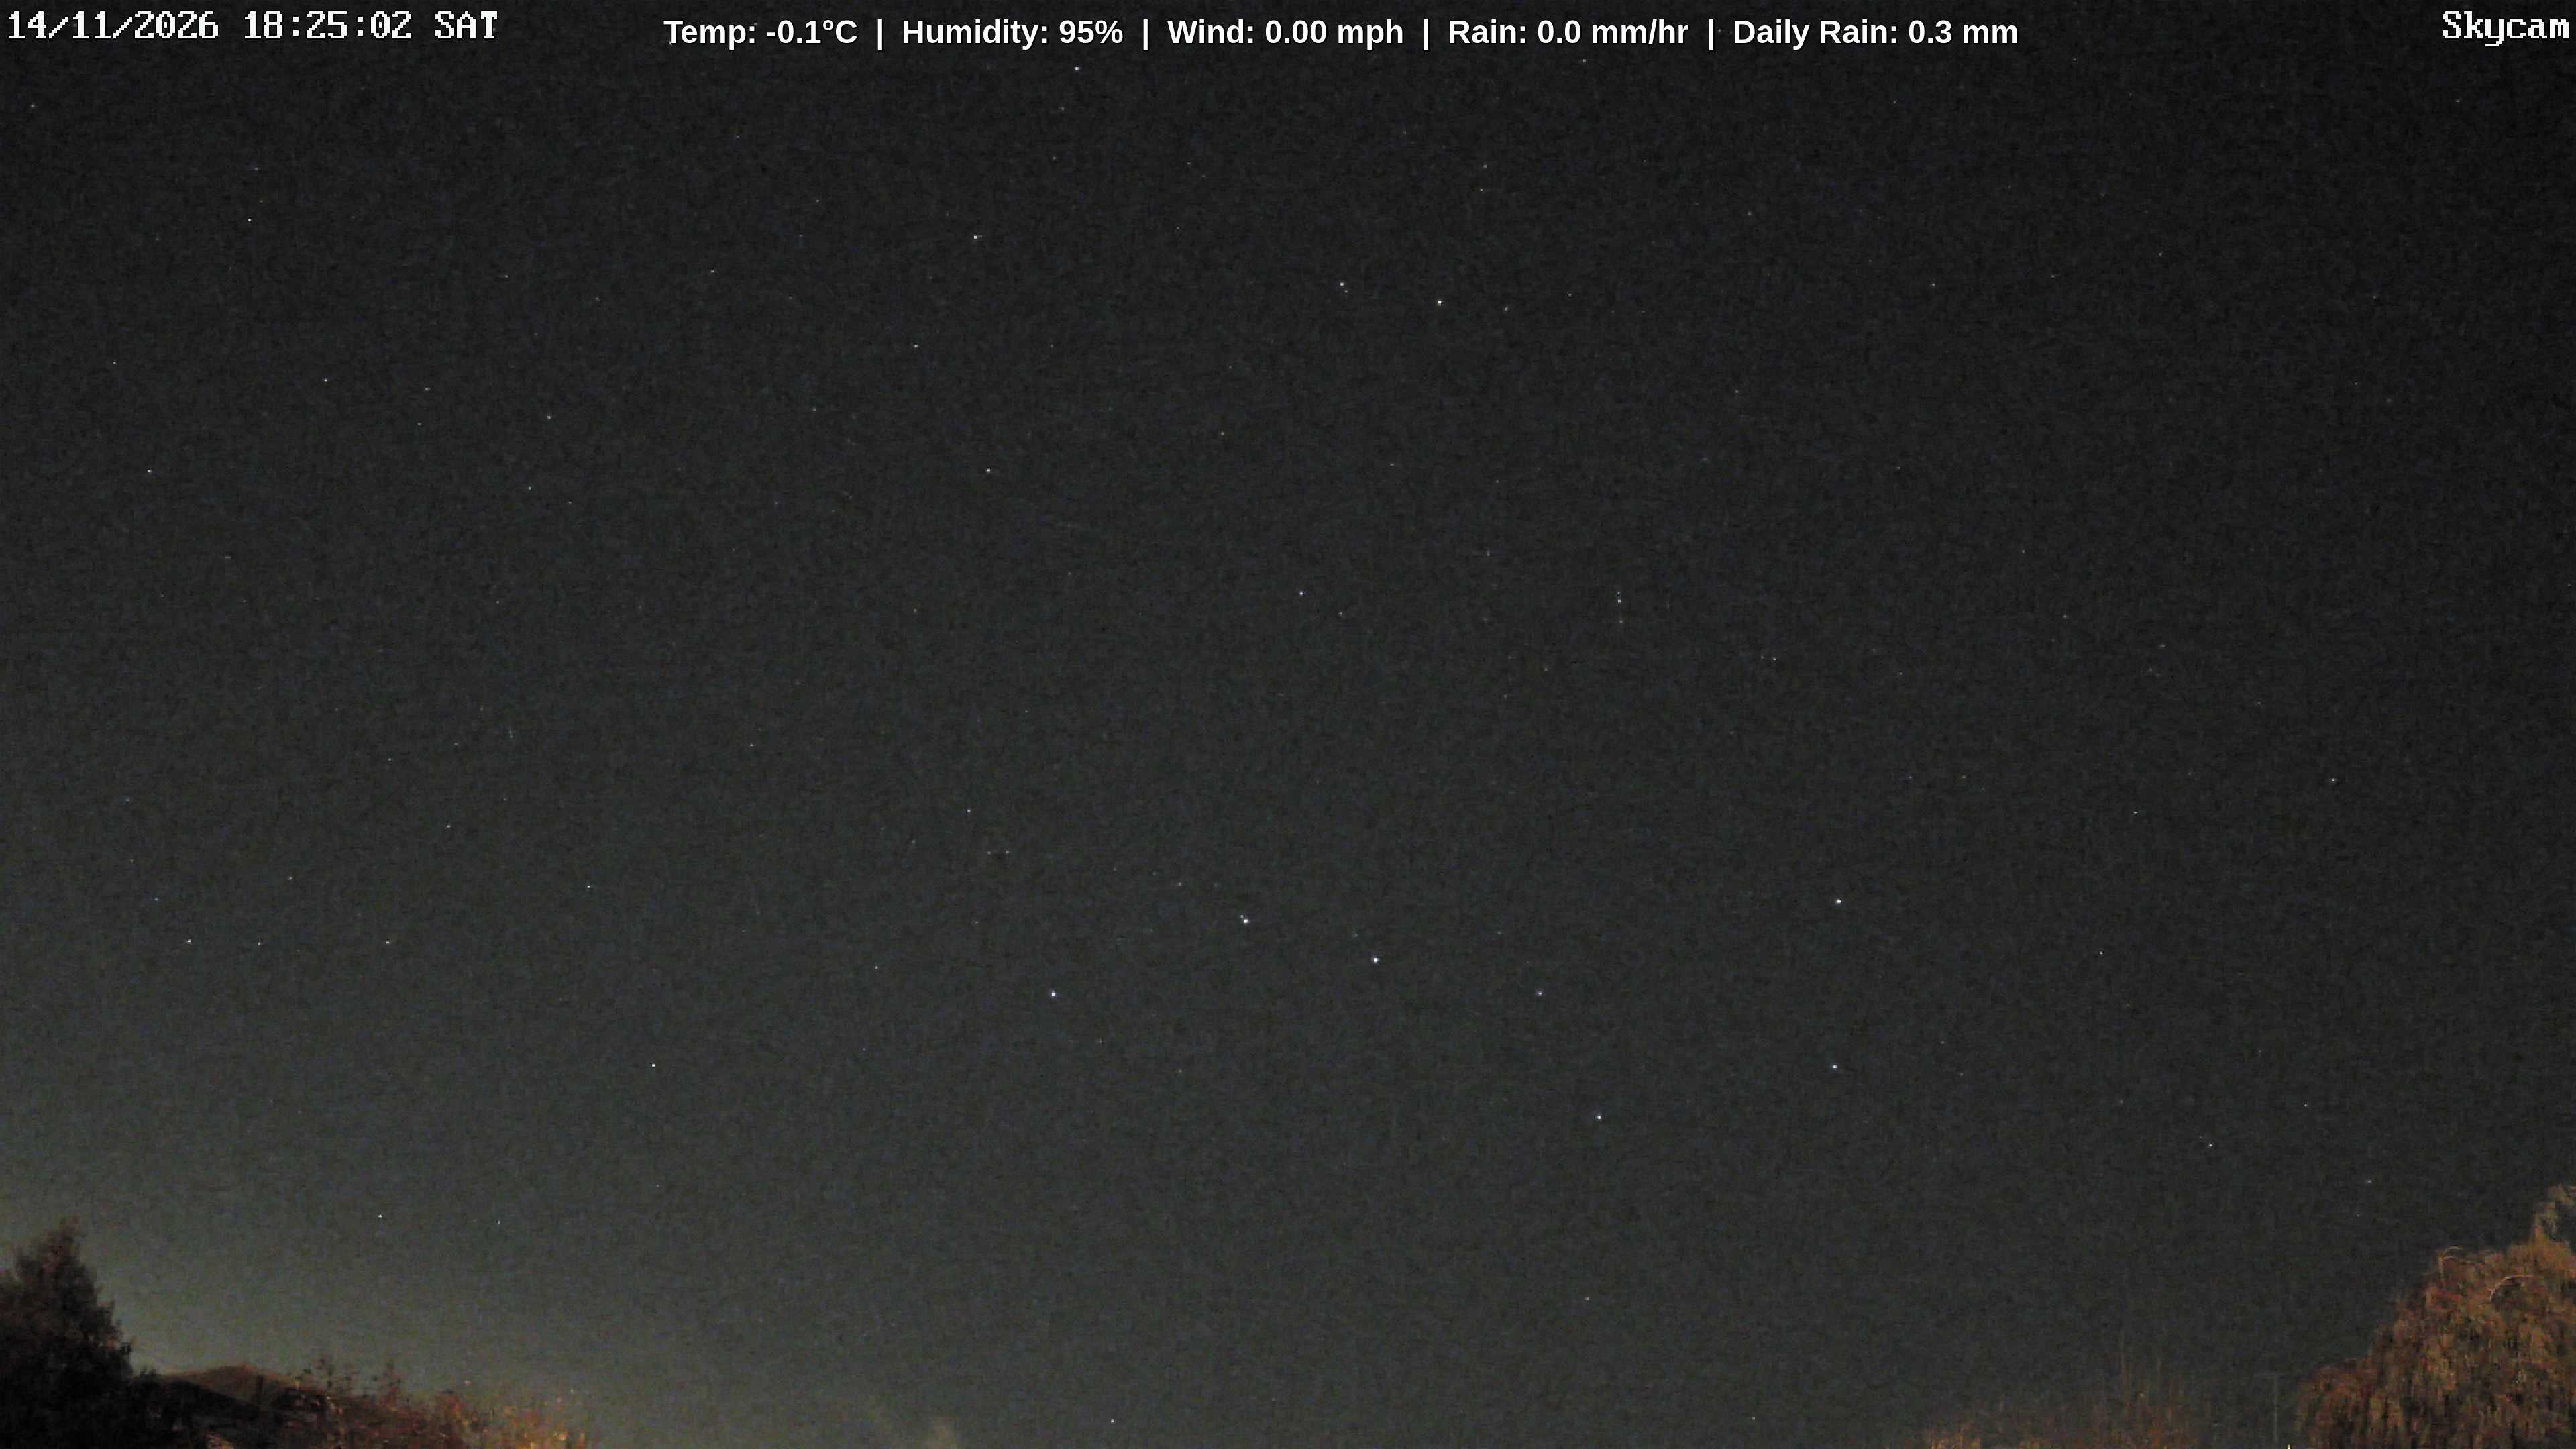 14/11/2026 18:25:02 SAT
Temp: -0.1°C | Humidity: 95% | Wind: 0.00 mph | Rain: 0.0 mm/hr | Daily Rain: 0.3 mm
Skycam